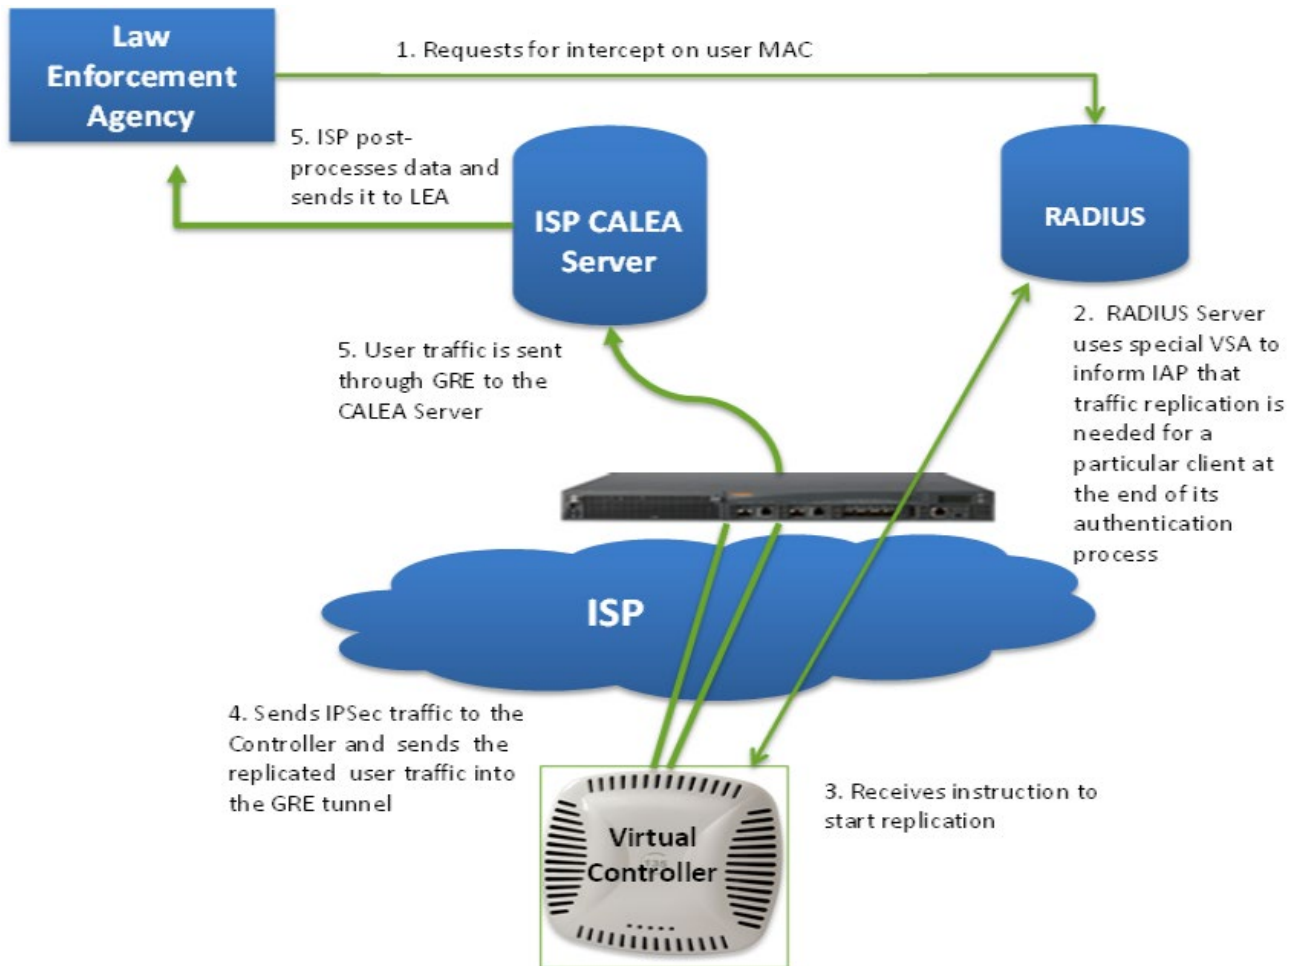 Law
Enforcement
Agency
1. Requests for intercept on user MAC
5. ISP post-
processes data and
sends it to LEA
ISP CALEA
Server
RADIUS
5. User traffic is sent
through GRE to the
CALEA Server
2. RADIUS Server
uses special VSA to
inform IAP that
traffic replication is
needed for a
particular client at
the end of its
authentication
process
ISP
4. Sends IPSec traffic to the
Controller and sends the
replicated user traffic into
the GRE tunnel
3. Receives instruction to
start replication
Virtual
Controller